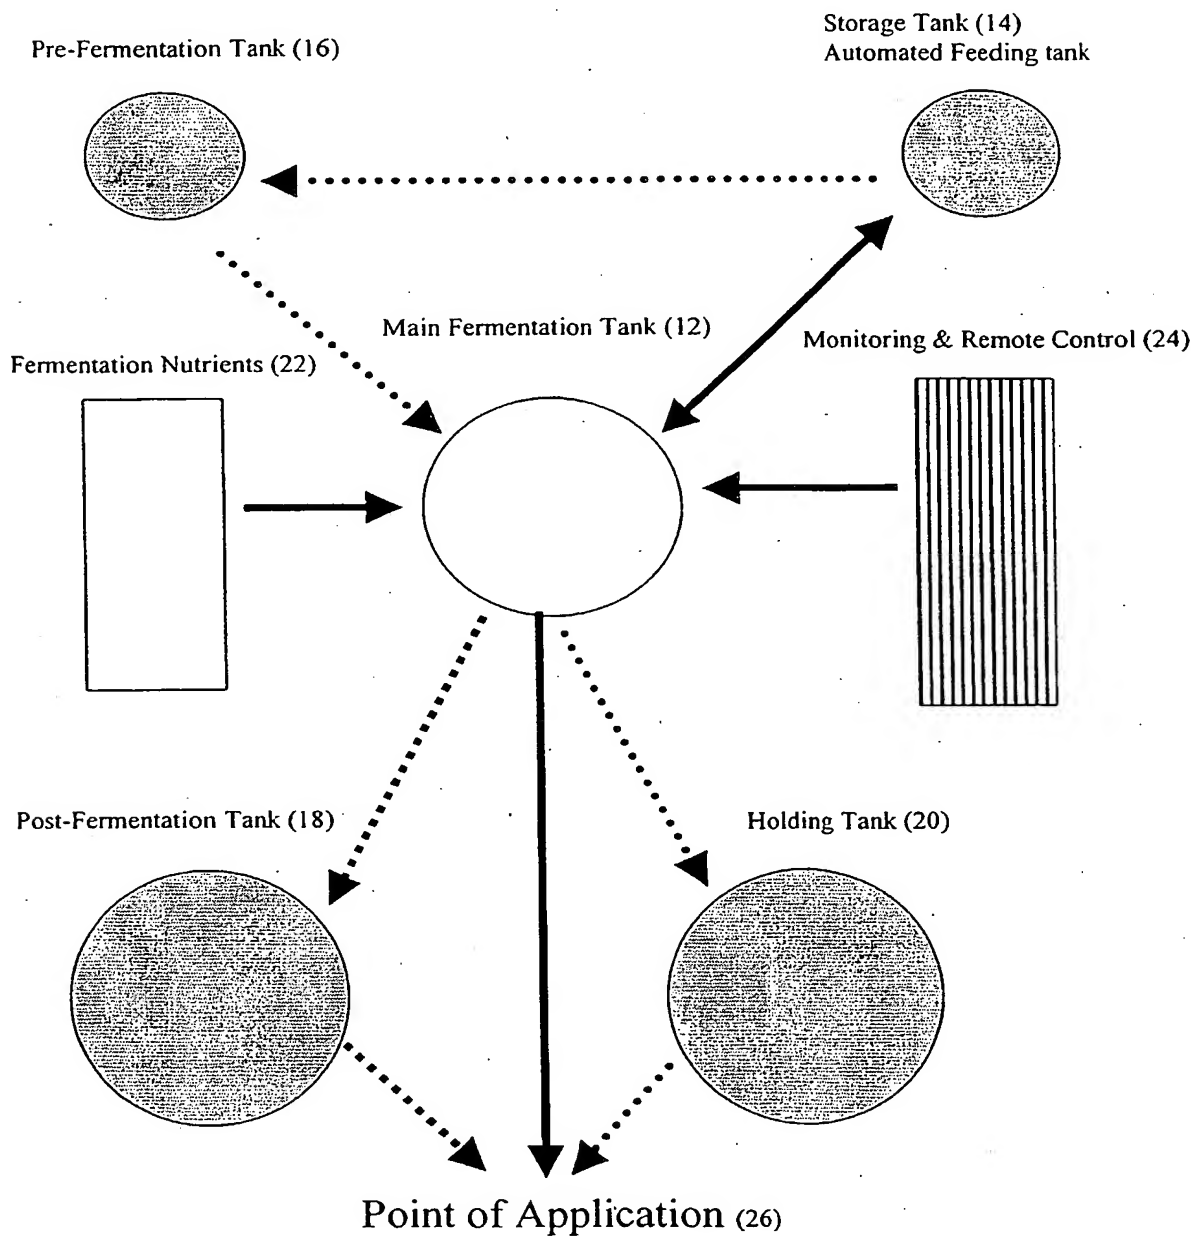 Pre-Fermentation Tank (16)
Storage Tank (14)
Automated Feeding tank
Main Fermentation Tank (12)
Monitoring & Remote Control (24)
Fermentation Nutrients (22)
Post-Fermentation Tank (18)
Holding Tank (20)
Point of Application (26)